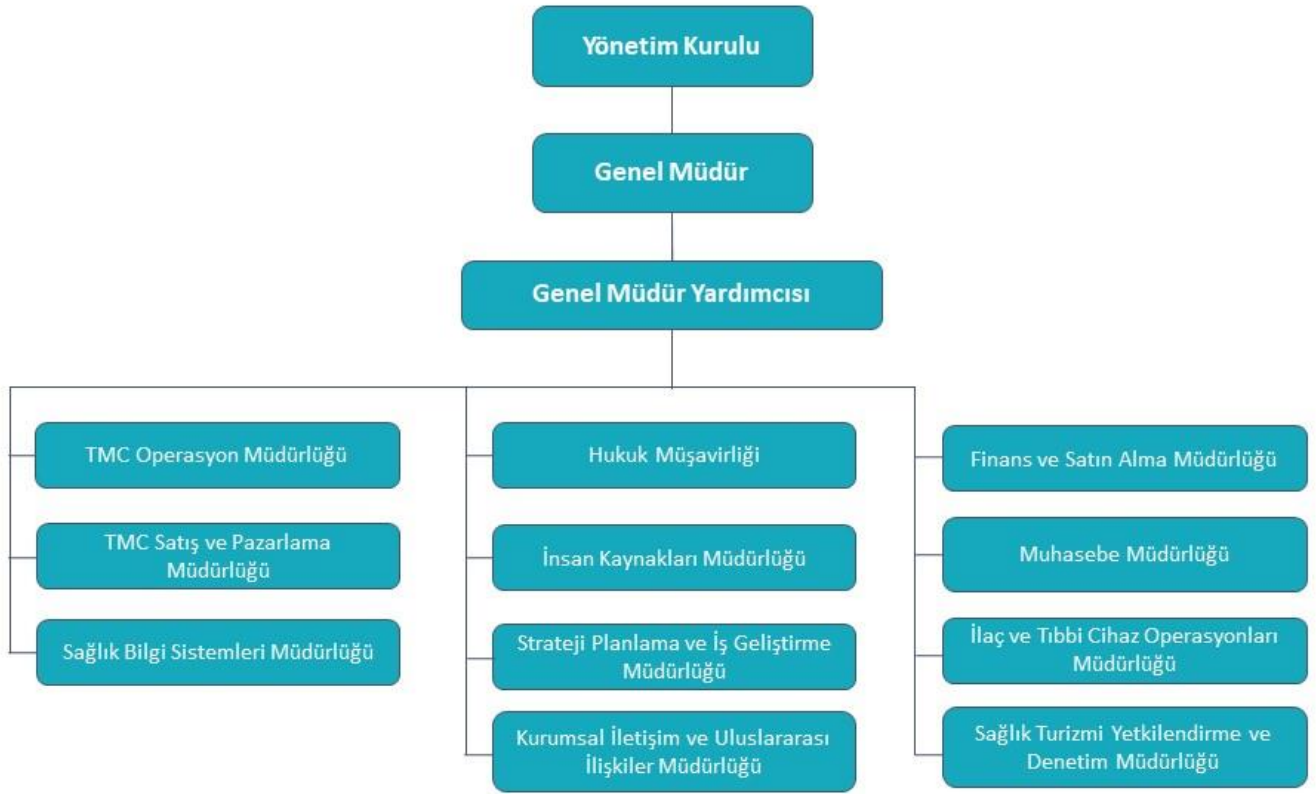 Yönetim Kurulu
Genel Müdür
Genel Müdür Yardımcısı
TMC Operasyon Müdürlüğü
TMC Satış ve Pazarlama
Müdürlüğü
Sağlık Bilgi Sistemleri Müdürlüğü
Hukuk Müşavirliği
İnsan Kaynakları Müdürlüğü
Strateji Planlama ve İş Geliştirme
Müdürlüğü
Kurumsal İletişim ve Uluslararası
İlişkiler Müdürlüğü
Finans ve Satın Alma Müdürlüğü
Muhasebe Müdürlüğü
İlaç ve Tıbbi Cihaz Operasyonları
Müdürlüğü
Sağlık Turizmi Yetkilendirme ve
Denetim Müdürlüğü